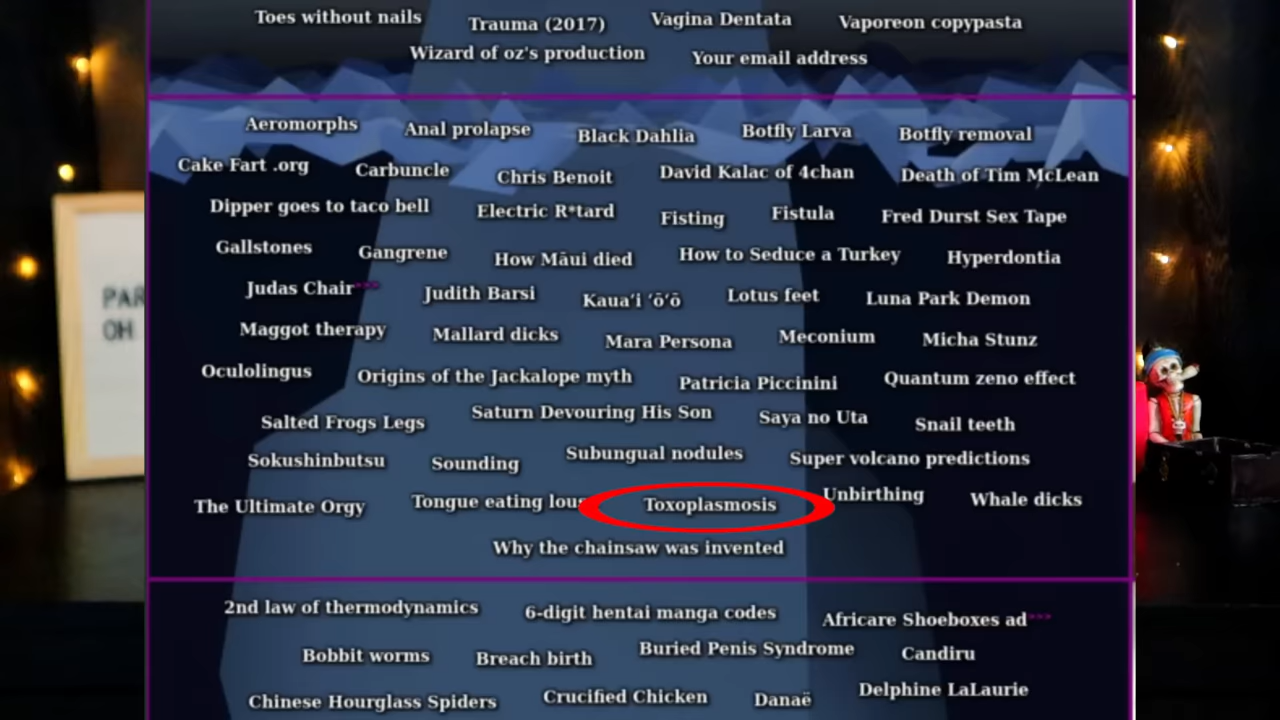 Toes without nails Trauma (2017) Vagina Dentata Vaporeon copypasta
Wizard of oz's production Your email address
Aeromorphs Anal prolapse Black Dahlia Botfly Larva Botfly removal
Cake Fart .org Carbuncle Chris Benoit David Kalac of 4chan Death of Tim McLean
Dipper goes to taco bell Electric R*tard Fisting Fistula Fred Durst Sex Tape
Gallstones Gangrene How Māui died How to Seduce a Turkey Hyperdontia
Judas Chair*** Judith Barsi Kauaʻi ʻōʻō Lotus feet Luna Park Demon
PAR
OH
Maggot therapy Mallard dicks Mara Persona Meconium Micha Stunz
Oculolingus Origins of the Jackalope myth Patricia Piccinini Quantum zeno effect
Salted Frogs Legs Saturn Devouring His Son Saya no Uta Snail teeth
Sokushinbutsu Sounding Subungual nodules Super volcano predictions
The Ultimate Orgy Tongue eating lou Toxoplasmosis Unbirthing Whale dicks
Why the chainsaw was invented
2nd law of thermodynamics 6-digit hentai manga codes Africare Shoeboxes ad***
Bobbit worms Breach birth Buried Penis Syndrome Candiru
Chinese Hourglass Spiders Crucified Chicken Danaë Delphine LaLaurie